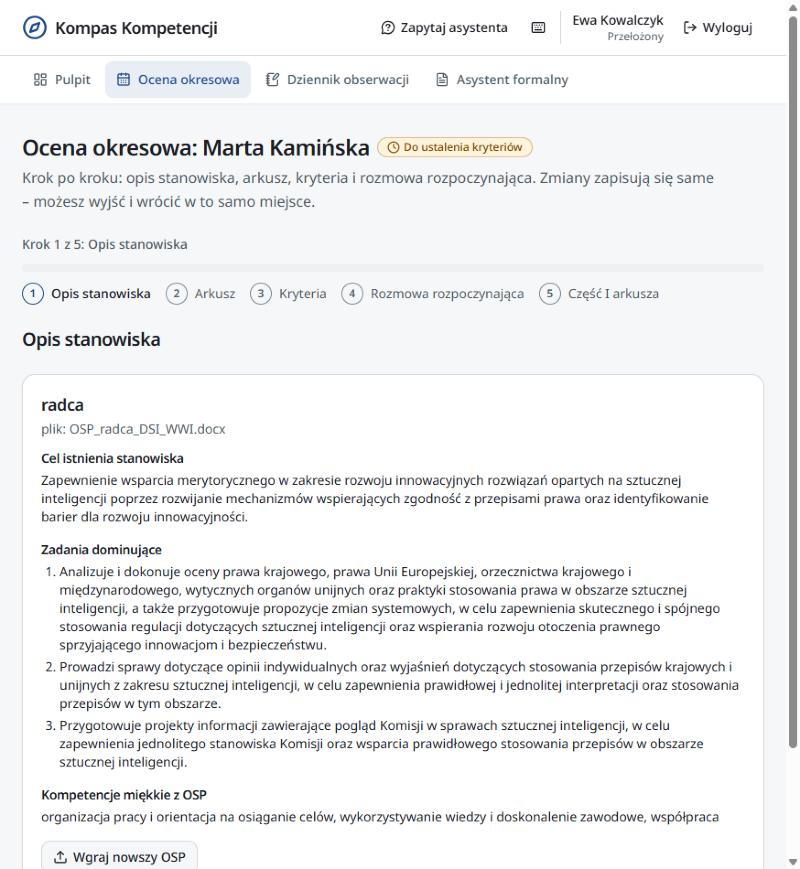 Kompas Kompetencji
Zapytaj asystenta
Ewa Kowalczyk
Przełożony
Wyloguj
Pulpit
Ocena okresowa
Dziennik obserwacji
Asystent formalny
Ocena okresowa: Marta Kamińska
Do ustalenia kryteriów
Krok po kroku: opis stanowiska, arkusz, kryteria i rozmowa rozpoczynająca. Zmiany zapisują się same
– możesz wyjść i wrócić w to samo miejsce.
Krok 1 z 5: Opis stanowiska
1 Opis stanowiska
2 Arkusz
3 Kryteria
4 Rozmowa rozpoczynająca
5 Część I arkusza
Opis stanowiska
radca
plik: OSP_radca_DSI_WWI.docx
Cel istnienia stanowiska
Zapewnienie wsparcia merytorycznego w zakresie rozwoju innowacyjnych rozwiązań opartych na sztucznej
inteligencji poprzez rozwijanie mechanizmów wspierających zgodność z przepisami prawa oraz identyfikowanie
barier dla rozwoju innowacyjności.
Zadania dominujące
1. Analizuje i dokonuje oceny prawa krajowego, prawa Unii Europejskiej, orzecznictwa krajowego i
międzynarodowego, wytycznych organów unijnych oraz praktyki stosowania prawa w obszarze sztucznej
inteligencji, a także przygotowuje propozycje zmian systemowych, w celu zapewnienia skutecznego i spójnego
stosowania regulacji dotyczących sztucznej inteligencji oraz wspierania rozwoju otoczenia prawnego
sprzyjającego innowacjom i bezpieczeństwu.
2. Prowadzi sprawy dotyczące opinii indywidualnych oraz wyjaśnień dotyczących stosowania przepisów krajowych i
unijnych z zakresu sztucznej inteligencji, w celu zapewnienia prawidłowej i jednolitej interpretacji oraz stosowania
przepisów w tym obszarze.
3. Przygotowuje projekty informacji zawierające pogląd Komisji w sprawach sztucznej inteligencji, w celu
zapewnienia jednolitego stanowiska Komisji oraz wsparcia prawidłowego stosowania przepisów w obszarze
sztucznej inteligencji.
Kompetencje miękkie z OSP
organizacja pracy i orientacja na osiąganie celów, wykorzystywanie wiedzy i doskonalenie zawodowe, współpraca
Wgraj nowszy OSP